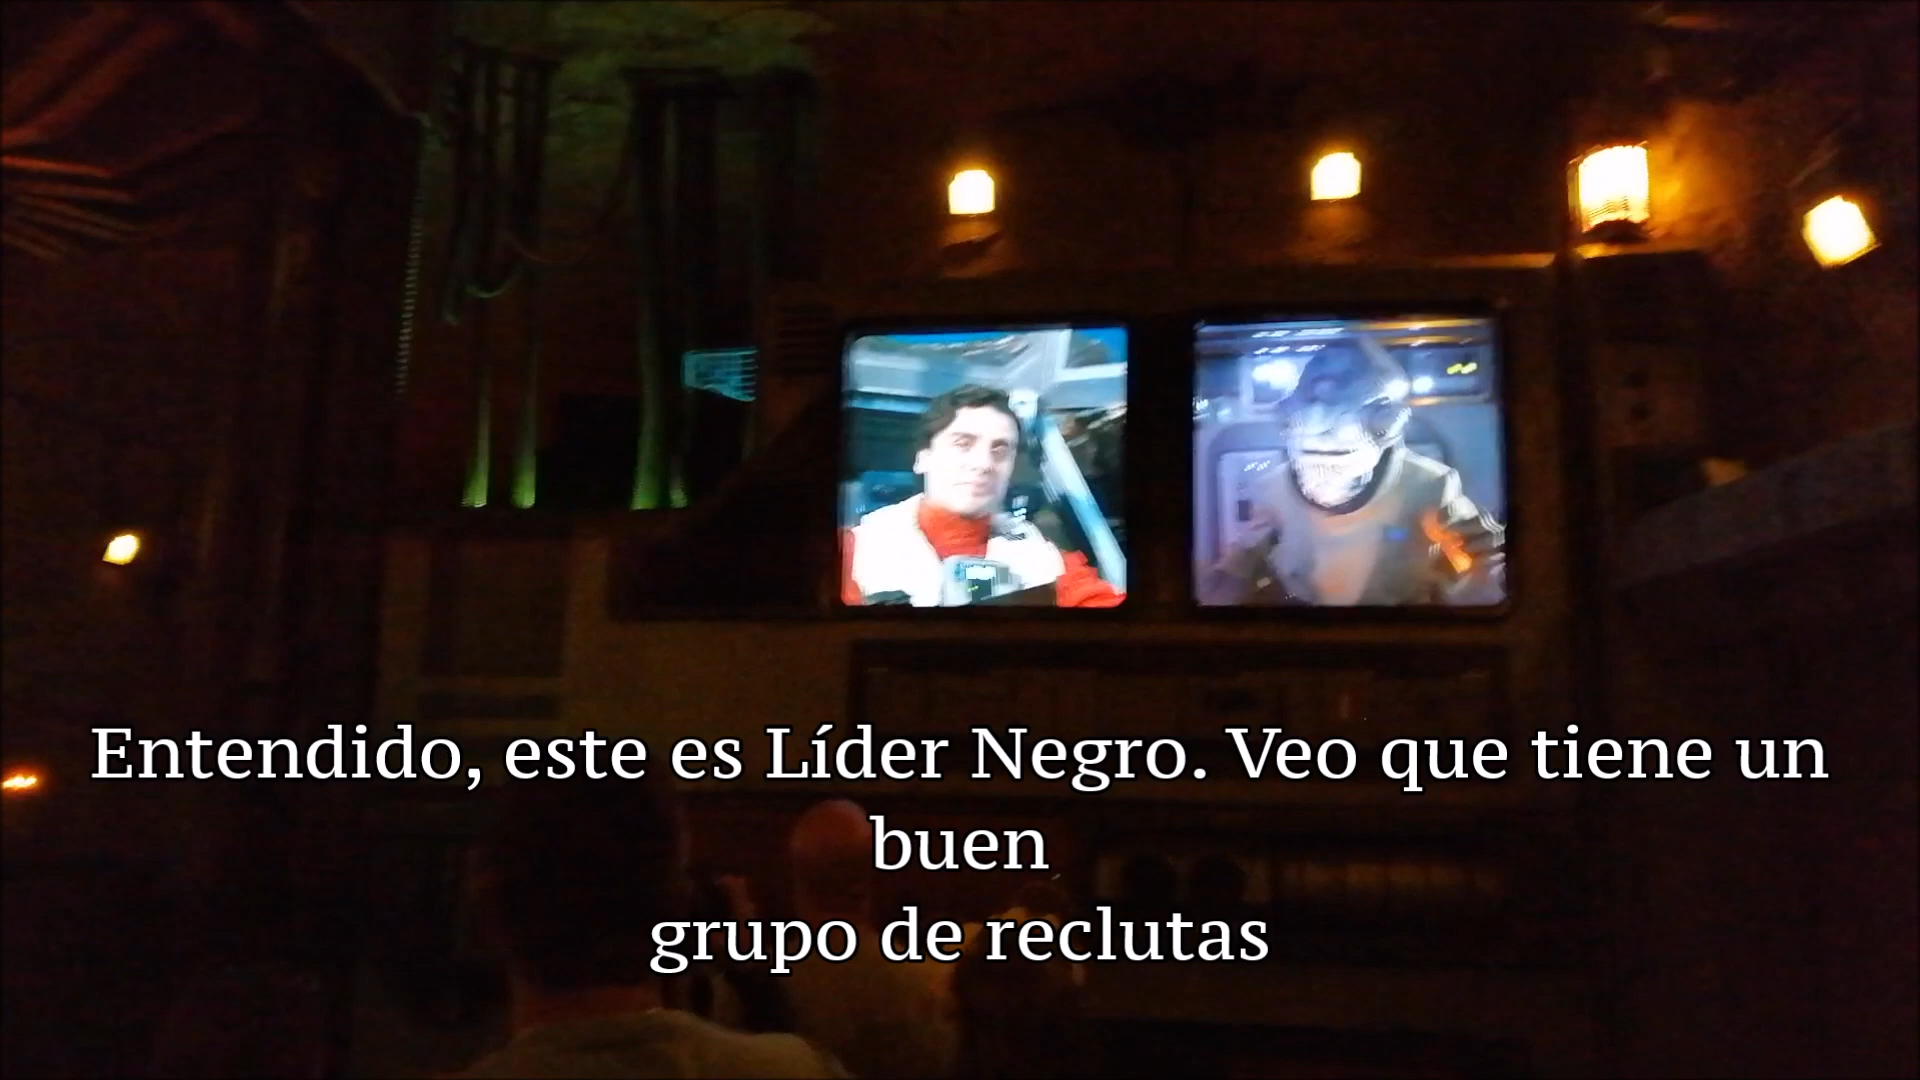 Entendido, este es Líder Negro. Veo que tiene un
buen
grupo de reclutas